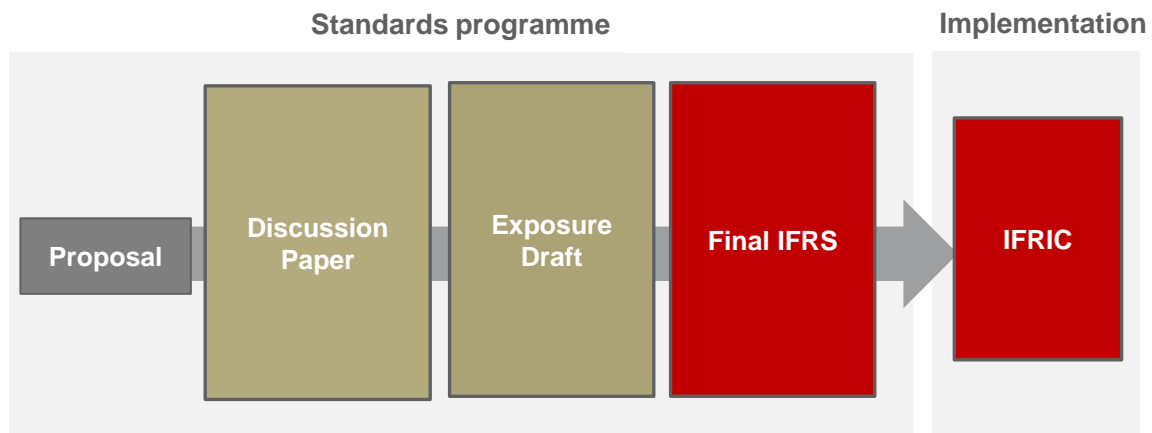 Standards programme
Implementation
Proposal
Discussion
Paper
Exposure
Draft
Final IFRS
IFRIC